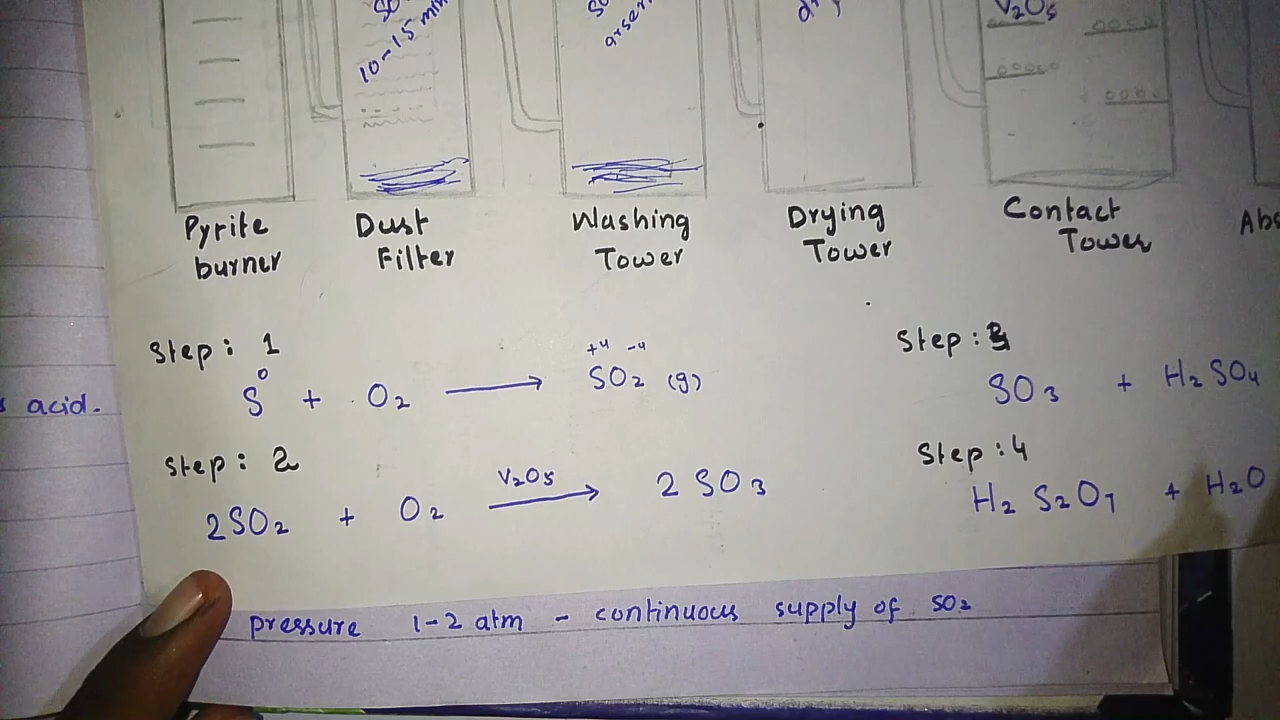 10-15 min
V2O5
Pyrite burner
Dust Filter
Washing Tower
Drying Tower
Contact Tower
Step: 1
S⁰ + O2 ⟶ SO2 (g)
+4 -4
Step: 2
2SO2 + O2 ⟶ 2SO3
V2O5
Step: 3
SO3 + H2SO4
Step: 4
H2S2O7 + H2O
acid.
pressure 1-2 atm - continuous supply of SO2